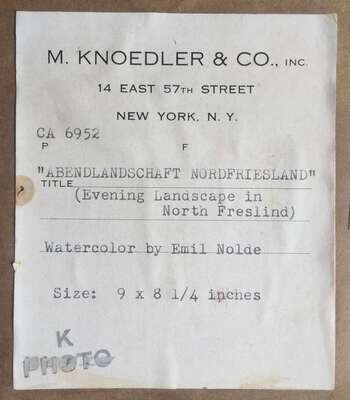 M. KNOEDLER & CO., INC.
14 EAST 57TH STREET
NEW YORK, N. Y.
CA 6952
P F
"ABENDLANDSCHAFT NORDFRIESLAND"
TITLE
(Evening Landscape in
North Freslind)
Watercolor by Emil Nolde
Size: 9 x 8 1/4 inches
K
PHOTO